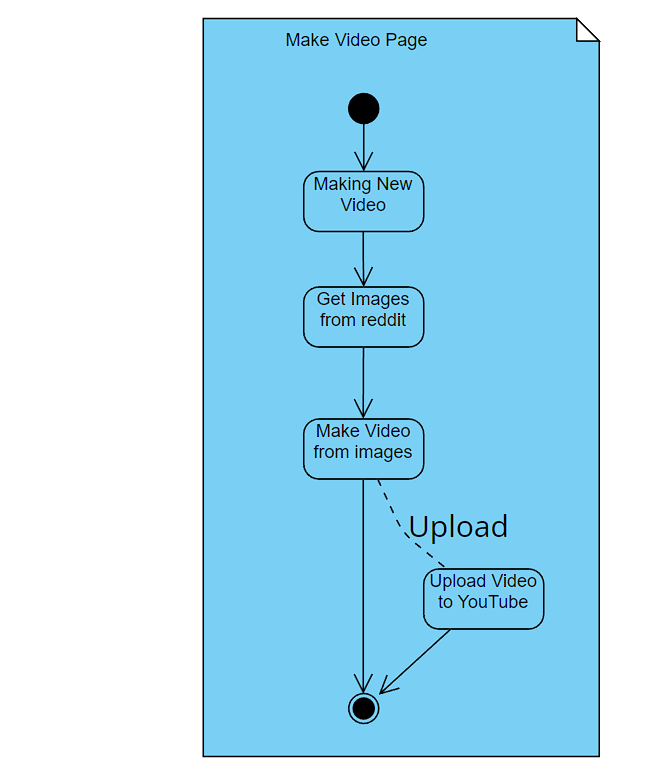 Make Video Page
Making New
Video
Get Images
from reddit
Make Video
from images
Upload
Upload Video
to YouTube